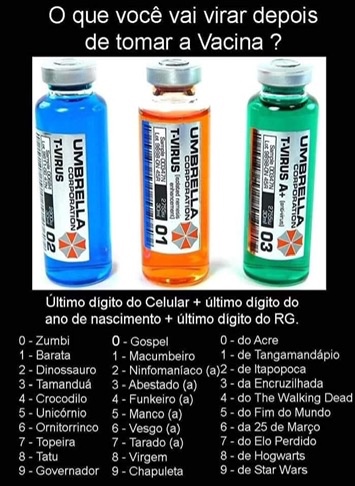 O que você vai virar depois
de tomar a Vacina ?
UMBRELLA
CORPORATION
T-VIRUS
02
UMBRELLA
CORPORATION
T-VIRUS
01
UMBRELLA
CORPORATION
T-VIRUS A+
03
Último dígito do Celular + último dígito do
ano de nascimento + último dígito do RG.
0 - Zumbi
1 - Barata
2 - Dinossauro
3 - Tamanduá
4 - Crocodilo
5 - Unicórnio
6 - Ornitorrinco
7 - Topeira
8 - Tatu
9 - Governador
0 - Gospel
1 - Macumbeiro
2 - Ninfomaníaco (a)
3 - Abestado (a)
4 - Funkeiro (a)
5 - Manco (a)
6 - Vesgo (a)
7 - Tarado (a)
8 - Virgem
9 - Chapuleta
0 - do Acre
1 - de Tangamandápio
2 - de Itapopoca
3 - da Encruzilhada
4 - do The Walking Dead
5 - do Fim do Mundo
6 - da 25 de Março
7 - do Elo Perdido
8 - de Hogwarts
9 - de Star Wars